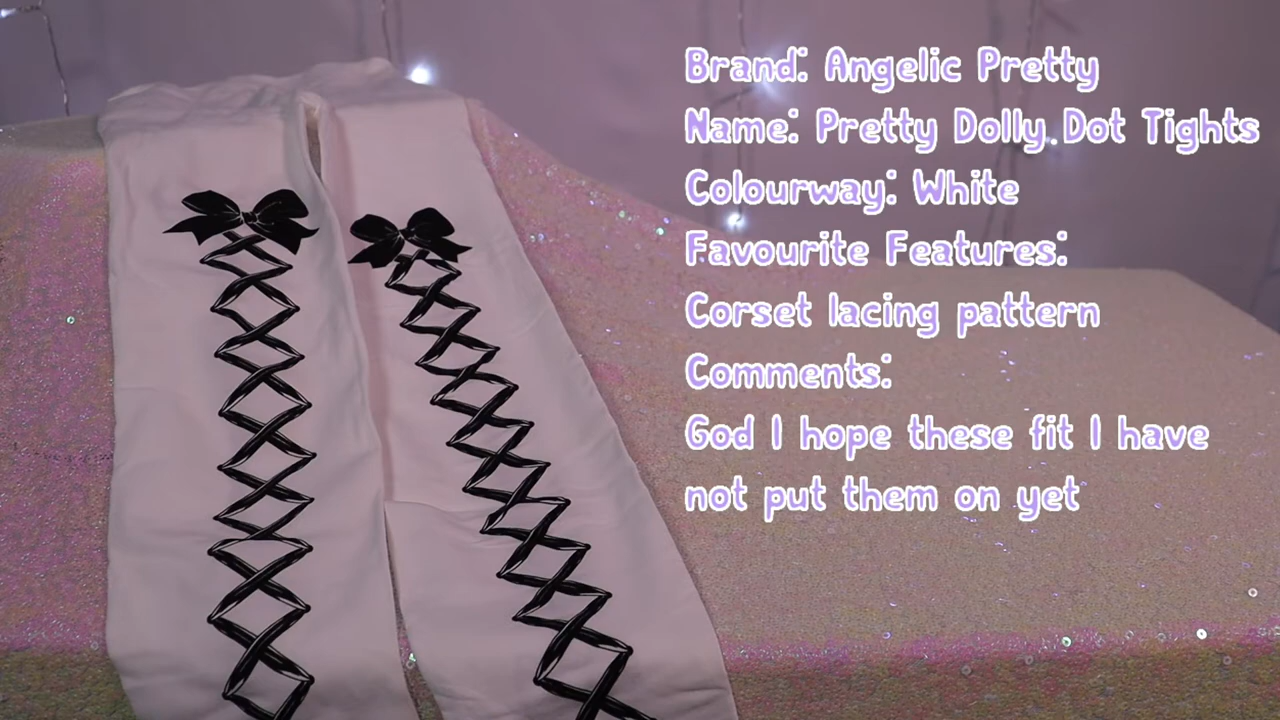 Brand: Angelic Pretty
Name: Pretty Dolly Dot Tights
Colourway: White
Favourite Features:
Corset lacing pattern
Comments:
God I hope these fit I have
not put them on yet